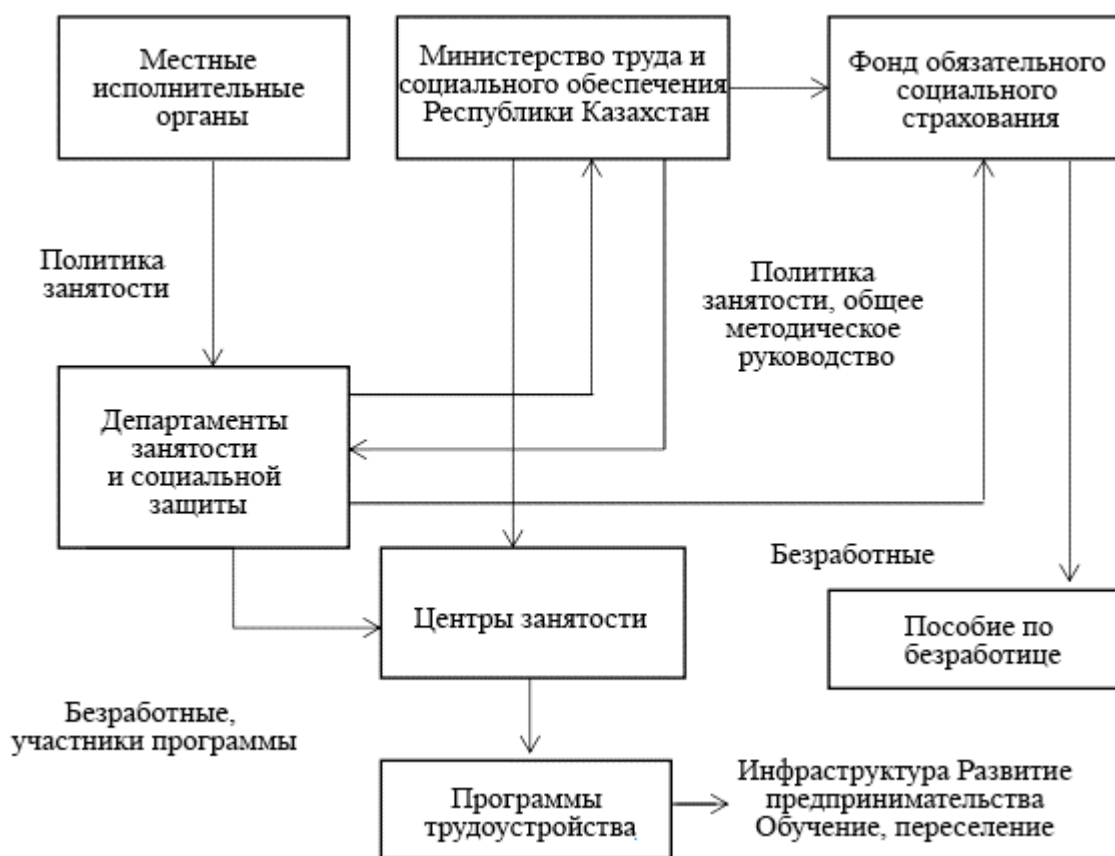 Местные
исполнительные
органы
Министерство труда и
социального обеспечения
Республики Казахстан
Фонд обязательного
социального
страхования
Политика
занятости
Политика
занятости, общее
методическое
руководство
Департаменты
занятости
и социальной
защиты
Безработные
Центры занятости
Пособие по
безработице
Безработные,
участники программы
Программы
трудоустройства
Инфраструктура Развитие
предпринимательства
Обучение, переселение